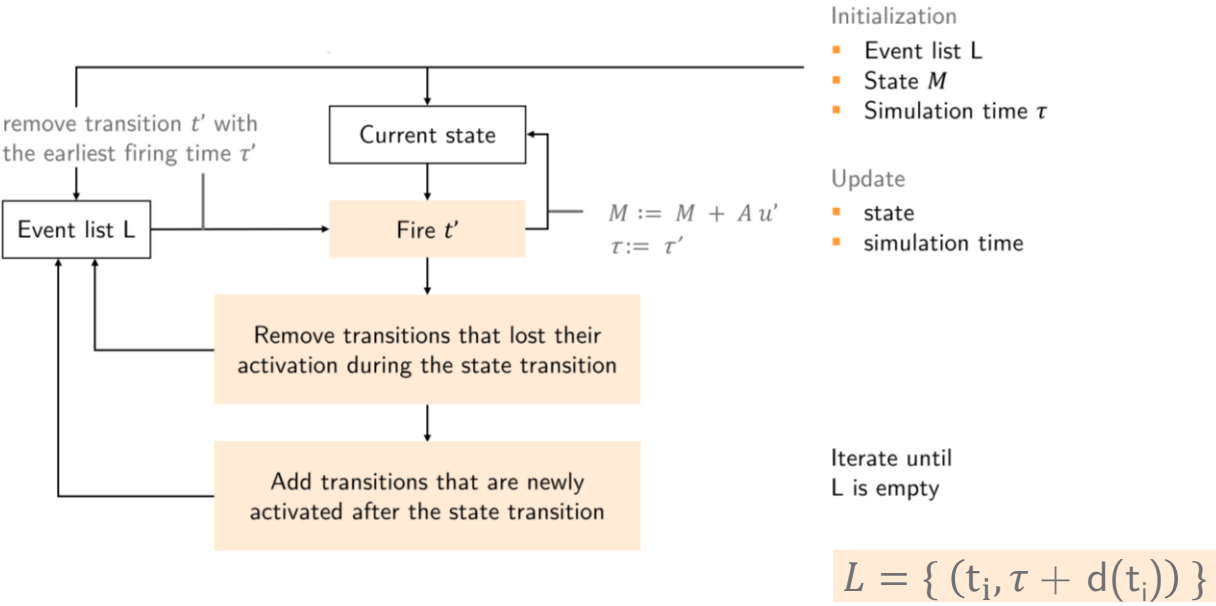 Initialization
▪ Event list L
▪ State M
▪ Simulation time τ
remove transition t' with
the earliest firing time τ'
Current state
Event list L
Fire t'
M := M + A u'
τ:= τ'
Update
▪ state
▪ simulation time
Remove transitions that lost their
activation during the state transition
Add transitions that are newly
activated after the state transition
Iterate until
L is empty
L = { (tᵢ, τ + d(tᵢ)) }